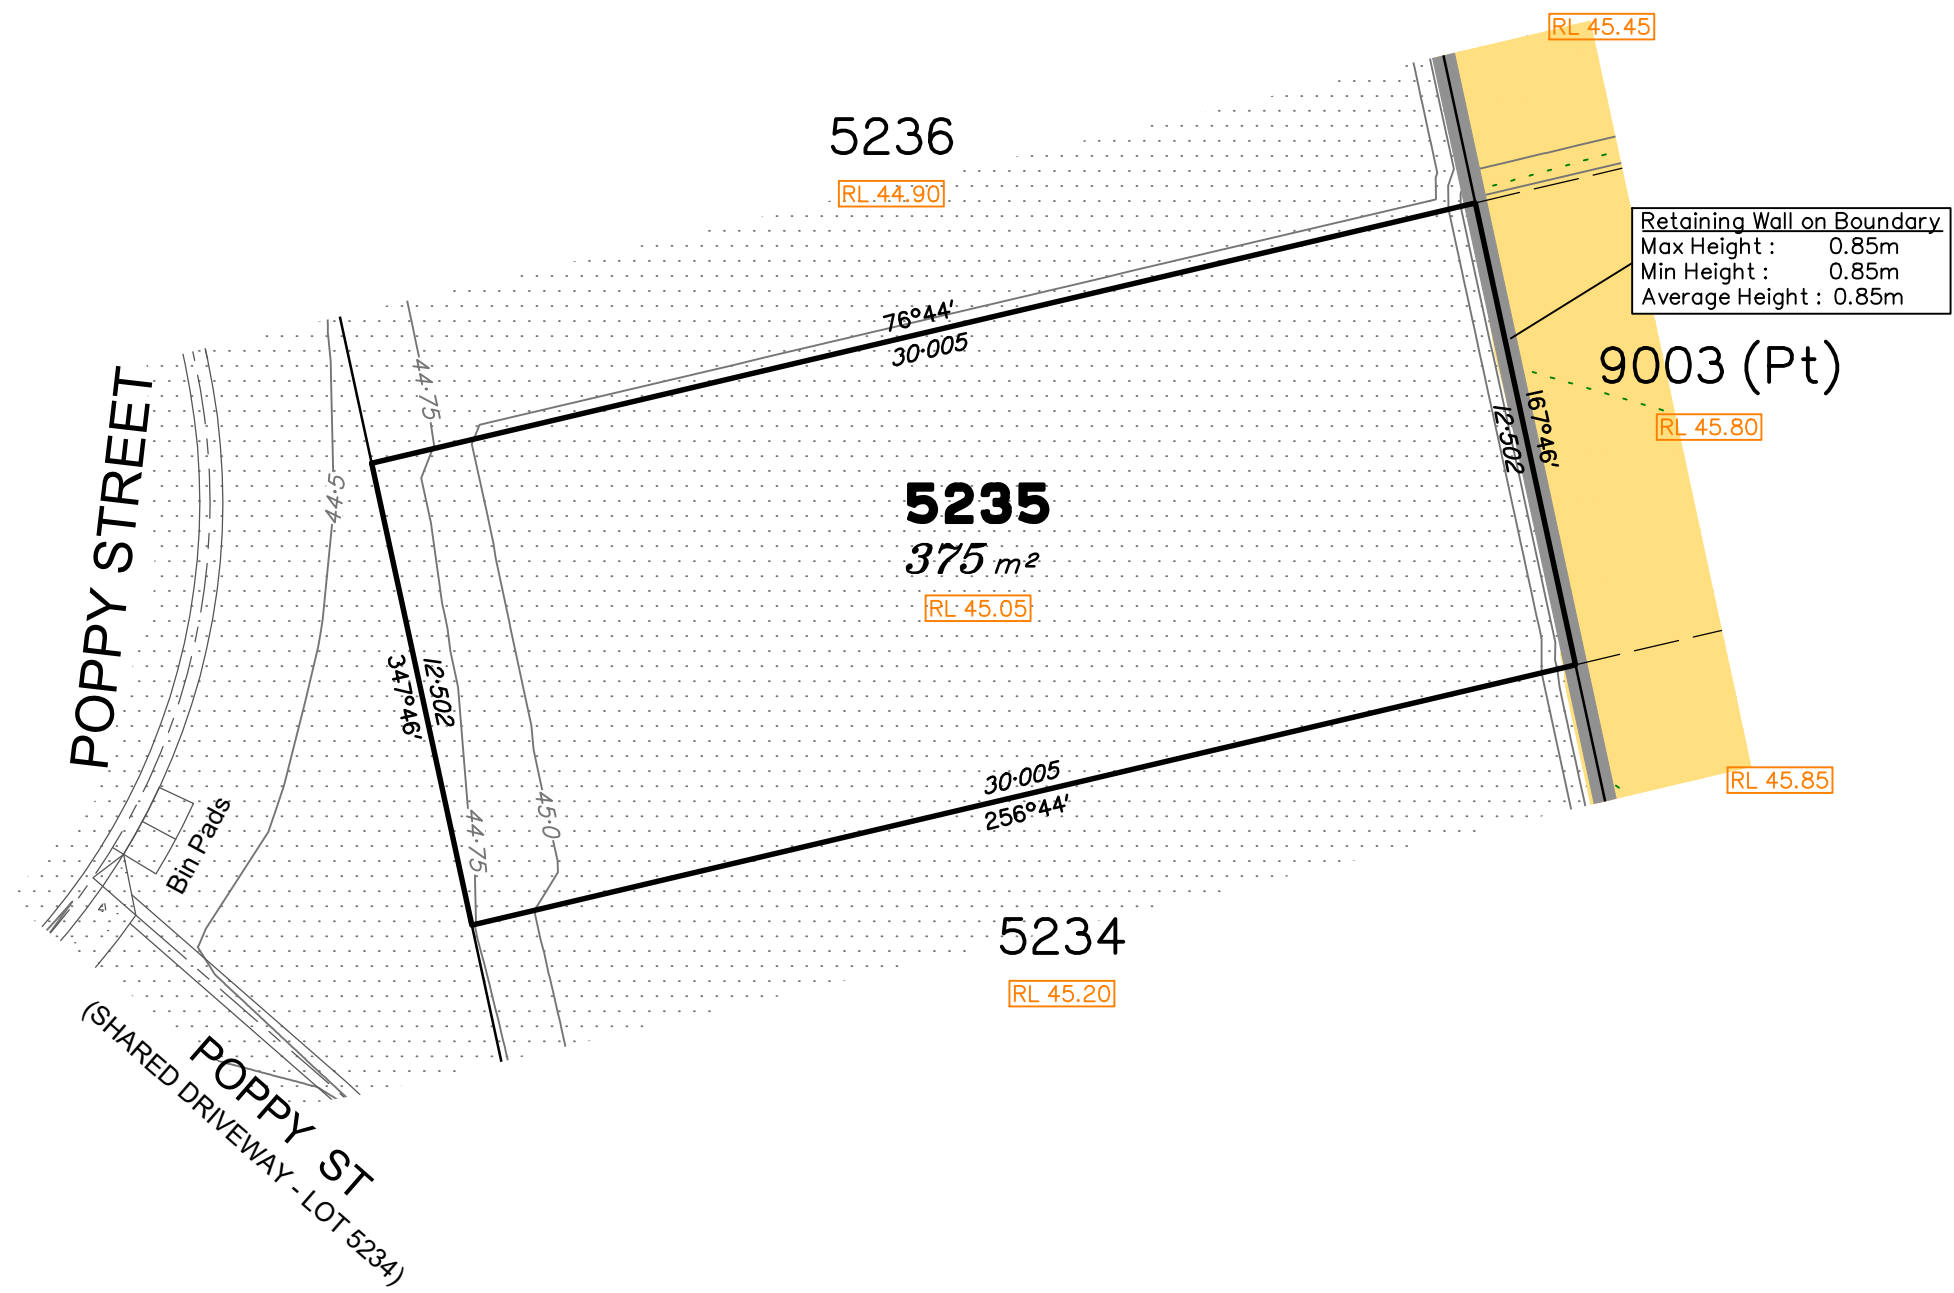 RL 45.45
5236
RL 44.90
Retaining Wall on Boundary
Max Height : 0.85m
Min Height : 0.85m
Average Height : 0.85m
76°44'
30·005
9003 (Pt)
RL 45.80
167°46'
12·502
44·75
44·5
POPPY STREET
5235
375 m²
RL 45.05
347°46'
12·502
44·75
45·0
30·005
256°44'
RL 45.85
Bin Pads
5234
RL 45.20
POPPY ST
(SHARED DRIVEWAY - LOT 5234)